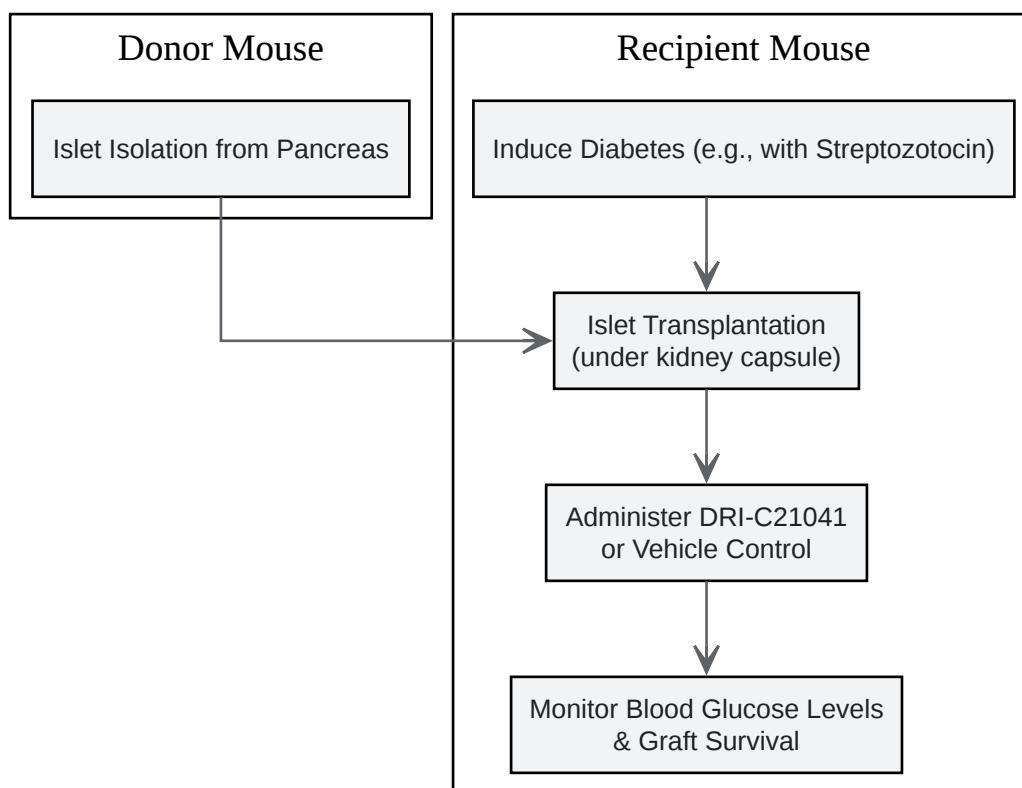 Donor Mouse
Islet Isolation from Pancreas
Recipient Mouse
Induce Diabetes (e.g., with Streptozotocin)
Islet Transplantation
(under kidney capsule)
Administer DRI-C21041
or Vehicle Control
Monitor Blood Glucose Levels
& Graft Survival